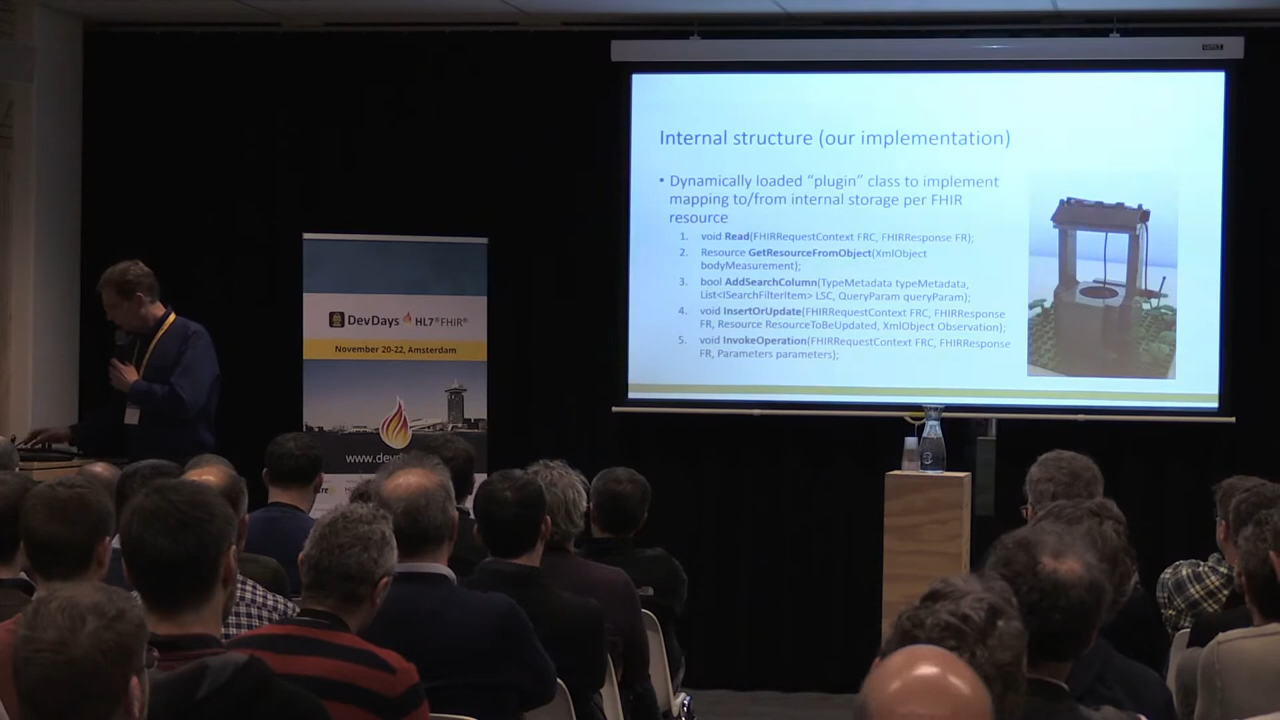 Internal structure (our implementation)
• Dynamically loaded “plugin” class to implement
mapping to/from internal storage per FHIR
resource
1. void Read(FHIRRequestContext FRC, FHIRResponse FR);
2. Resource GetResourceFromObject(XmlObject
bodyMeasurement);
3. bool AddSearchColumn(TypeMetadata typeMetadata,
List<ISearchFilterItem> LSC, QueryParam queryParam);
4. void InsertOrUpdate(FHIRRequestContext FRC, FHIRResponse
FR, Resource ResourceToBeUpdated, XmlObject Observation);
5. void InvokeOperation(FHIRRequestContext FRC, FHIRResponse
FR, Parameters parameters);
DevDays HL7® FHIR®
November 20-22, Amsterdam